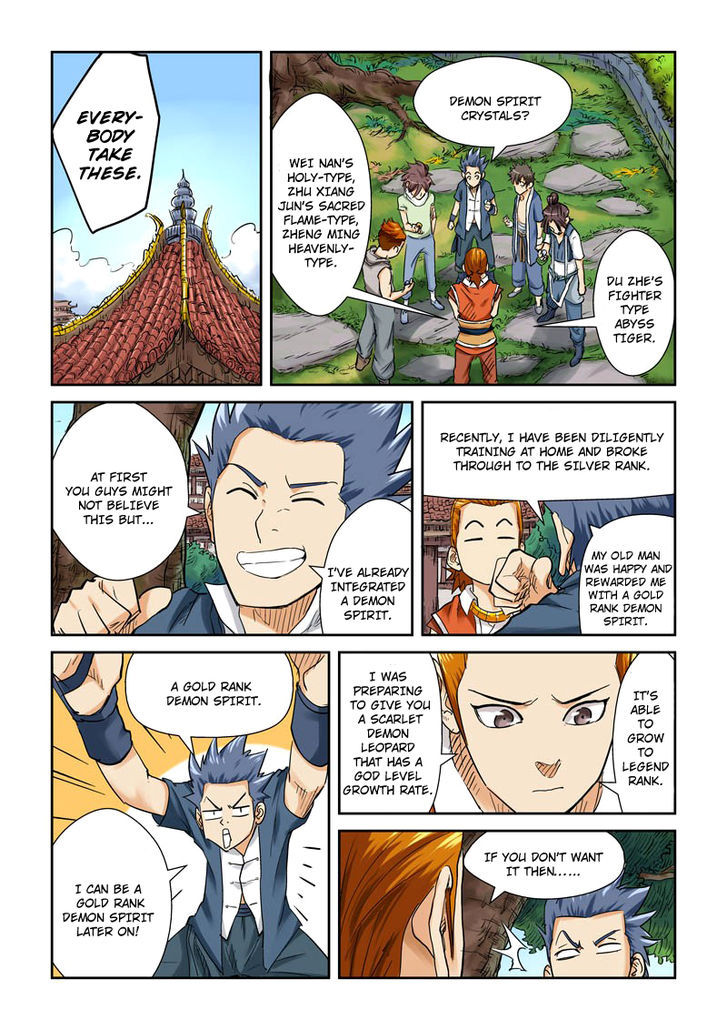 EVERY-
BODY
TAKE
THESE.
DEMON SPIRIT
CRYSTALS?
WEI NAN'S
HOLY-TYPE,
ZHU XIANG
JUN'S SACRED
FLAME-TYPE,
ZHENG MING
HEAVENLY-
TYPE.
DU ZHE'S
FIGHTER
TYPE
ABYSS
TIGER.
AT FIRST
YOU GUYS MIGHT
NOT BELIEVE
THIS BUT...
I'VE ALREADY
INTEGRATED
A DEMON
SPIRIT.
RECENTLY, I HAVE BEEN DILIGENTLY
TRAINING AT HOME AND BROKE
THROUGH TO THE SILVER RANK.
MY OLD MAN
WAS HAPPY AND
REWARDED ME
WITH A GOLD
RANK DEMON
SPIRIT.
A GOLD RANK
DEMON SPIRIT.
I CAN BE A
GOLD RANK
DEMON SPIRIT
LATER ON!
I WAS
PREPARING
TO GIVE YOU
A SCARLET
DEMON
LEOPARD
THAT HAS A
GOD LEVEL
GROWTH RATE.
IT'S
ABLE
TO
GROW
TO
LEGEND
RANK.
IF YOU DON'T WANT
IT THEN......